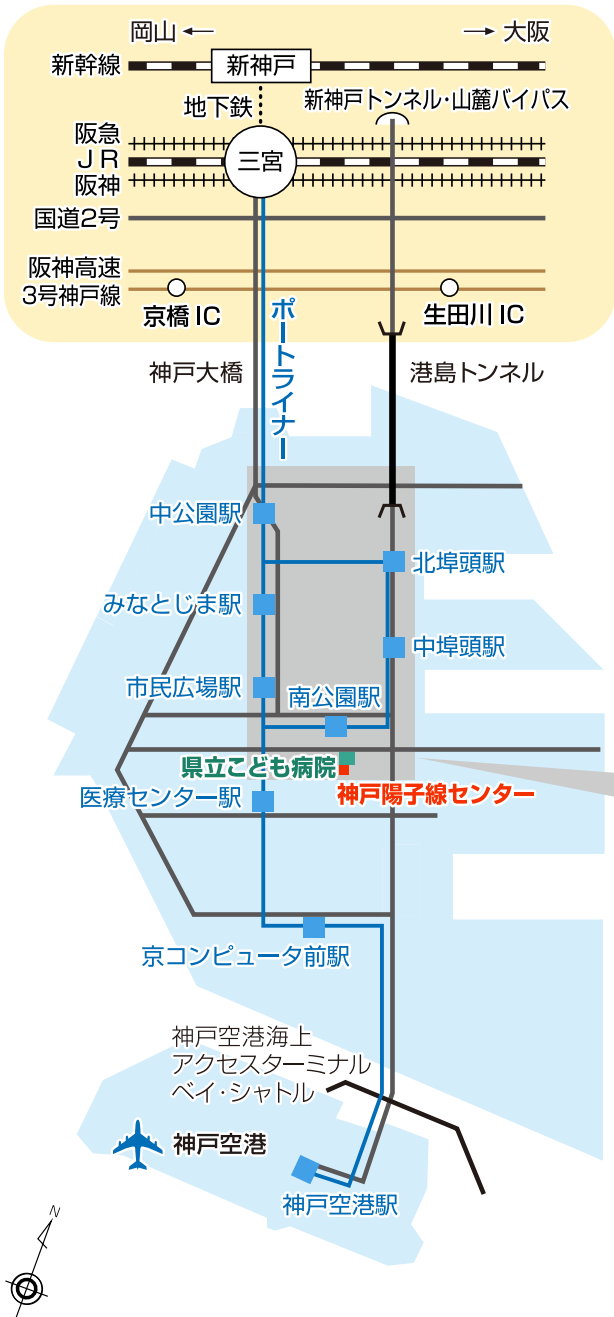 岡山
大阪
新幹線
新神戸
地下鉄
新神戸トンネル・山麓バイパス
阪急
JR
阪神
三宮
国道2号
阪神高速
3号神戸線
京橋IC
生田川IC
ポートライナー
神戸大橋
港島トンネル
中公園駅
北埠頭駅
みなとじま駅
中埠頭駅
市民広場駅
南公園駅
県立こども病院
神戸陽子線センター
医療センター駅
京コンピュータ前駅
神戸空港海上
アクセスターミナル
ベイ・シャトル
神戸空港
神戸空港駅
N